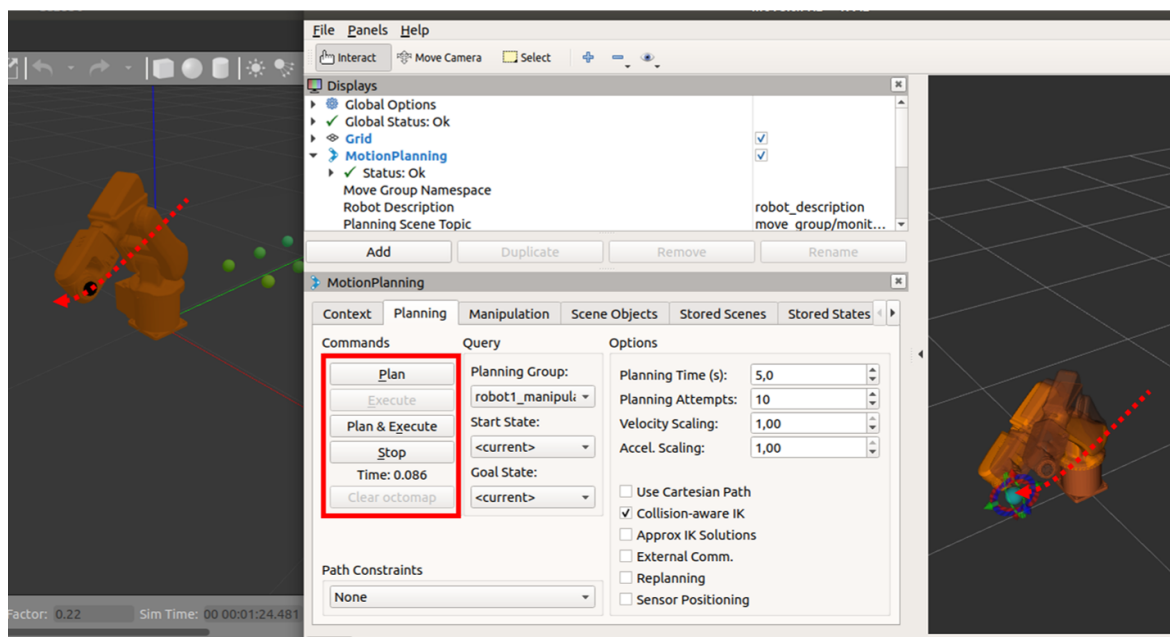 File Panels Help
Interact Move Camera Select
Displays
Global Options
Global Status: Ok
Grid
MotionPlanning
Status: Ok
Move Group Namespace
Robot Description robot_description
Planning Scene Topic move_group/monit...
Add Duplicate Remove Rename
MotionPlanning
Context Planning Manipulation Scene Objects Stored Scenes Stored States
Commands Query Options
Plan
Execute
Plan & Execute
Stop
Time: 0.086
Clear octomap
Planning Group:
robot1_manipul
Start State:
<current>
Goal State:
<current>
Planning Time (s): 5,0
Planning Attempts: 10
Velocity Scaling: 1,00
Accel. Scaling: 1,00
Use Cartesian Path
Collision-aware IK
Approx IK Solutions
External Comm.
Replanning
Sensor Positioning
Path Constraints
None
Factor: 0.22 Sim Time: 00 00:01:24.481